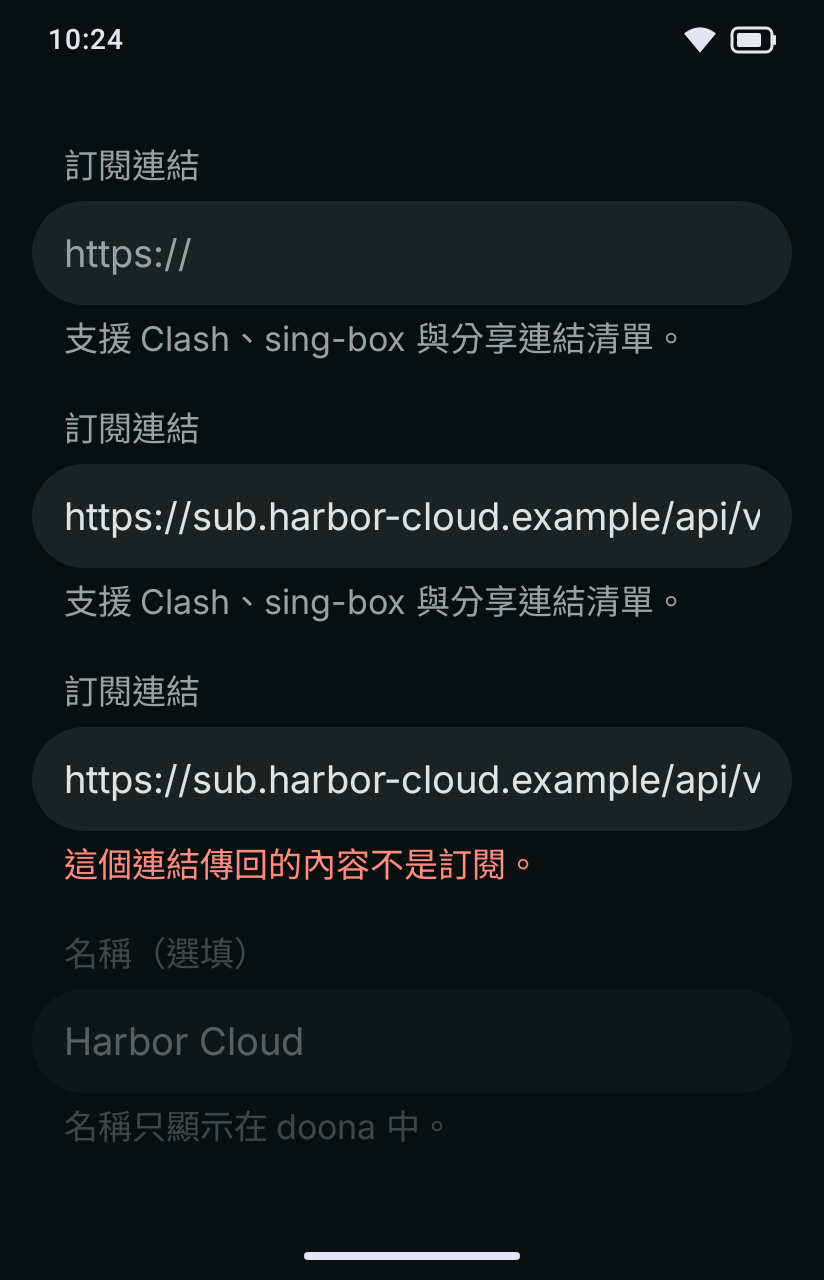 10:24
訂閱連結
https://
支援 Clash、sing-box 與分享連結清單。
訂閱連結
https://sub.harbor-cloud.example/api/v
支援 Clash、sing-box 與分享連結清單。
訂閱連結
https://sub.harbor-cloud.example/api/v
這個連結傳回的內容不是訂閱。
名稱（選填）
Harbor Cloud
名稱只顯示在 doona 中。